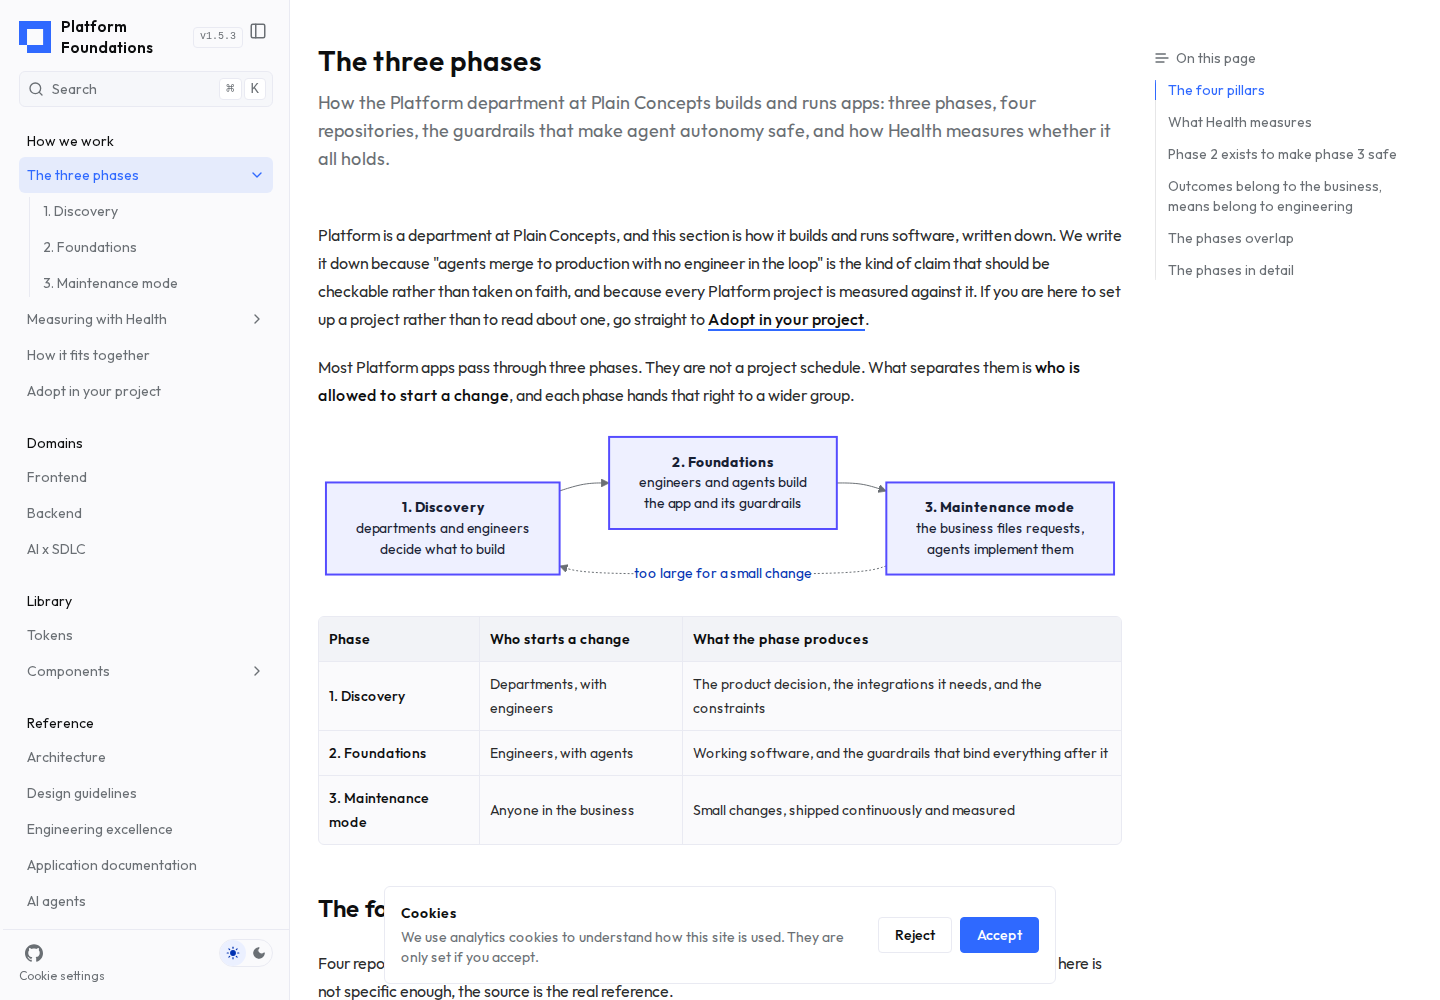 Platform
Foundations
v1.5.3
Search
⌘ K
How we work
The three phases
1. Discovery
2. Foundations
3. Maintenance mode
Measuring with Health
How it fits together
Adopt in your project
Domains
Frontend
Backend
AI x SDLC
Library
Tokens
Components
Reference
Architecture
Design guidelines
Engineering excellence
Application documentation
AI agents
Cookie settings
The three phases
How the Platform department at Plain Concepts builds and runs apps: three phases, four
repositories, the guardrails that make agent autonomy safe, and how Health measures whether it
all holds.
Platform is a department at Plain Concepts, and this section is how it builds and runs software, written down. We write
it down because "agents merge to production with no engineer in the loop" is the kind of claim that should be
checkable rather than taken on faith, and because every Platform project is measured against it. If you are here to set
up a project rather than to read about one, go straight to Adopt in your project.
Most Platform apps pass through three phases. They are not a project schedule. What separates them is who is
allowed to start a change, and each phase hands that right to a wider group.
1. Discovery
departments and engineers
decide what to build
2. Foundations
engineers and agents build
the app and its guardrails
3. Maintenance mode
the business files requests,
agents implement them
too large for a small change
Phase Who starts a change What the phase produces
1. Discovery
Departments, with
engineers
The product decision, the integrations it needs, and the
constraints
2. Foundations Engineers, with agents Working software, and the guardrails that bind everything after it
3. Maintenance
mode
Anyone in the business
Small changes, shipped continuously and measured
The fo
Four repo
here is
not specific enough, the source is the real reference.
Cookies
We use analytics cookies to understand how this site is used. They are
only set if you accept.
Reject
Accept
On this page
The four pillars
What Health measures
Phase 2 exists to make phase 3 safe
Outcomes belong to the business,
means belong to engineering
The phases overlap
The phases in detail